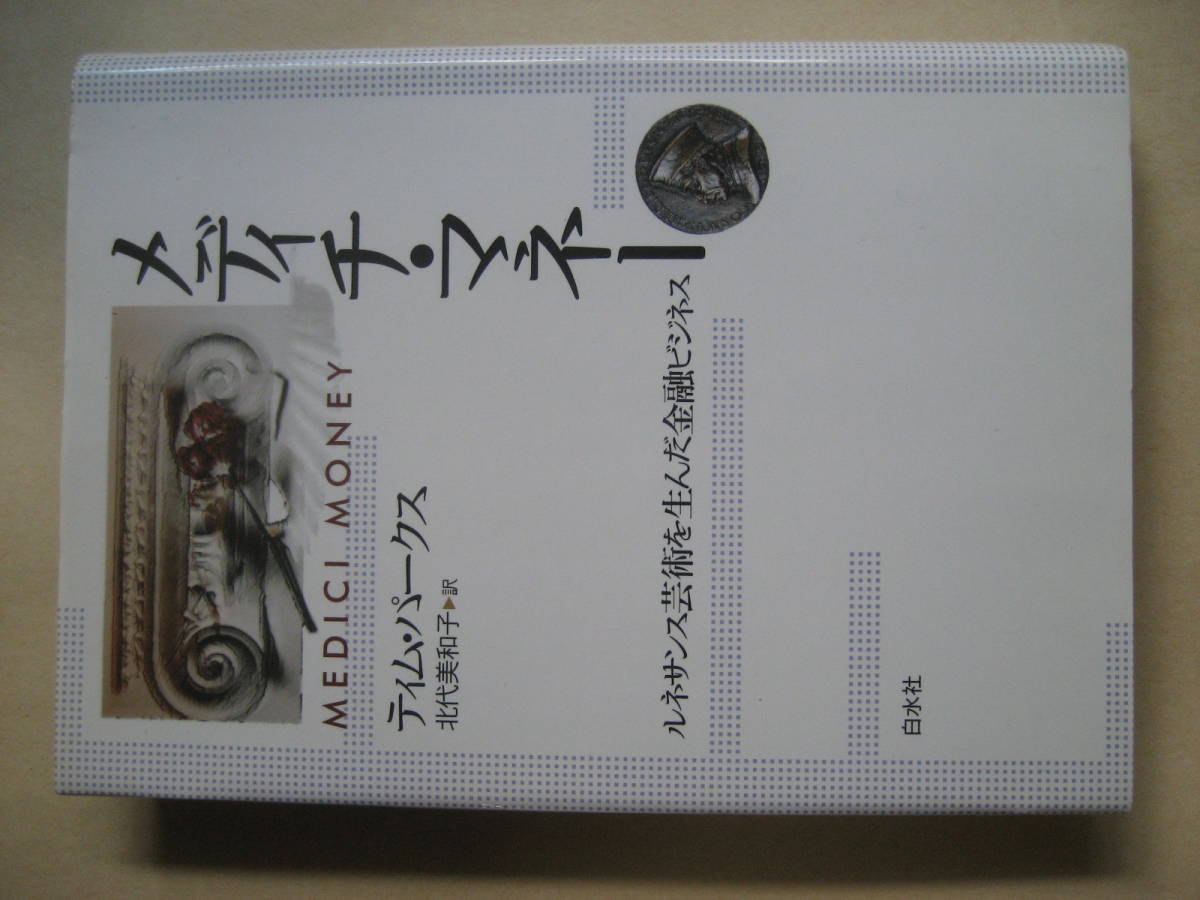 メディチ・マネー
MEDICI MONEY
ティム・パークス
北代美和子▶訳
ルネサンス芸術を生んだ金融ビジネス
白水社